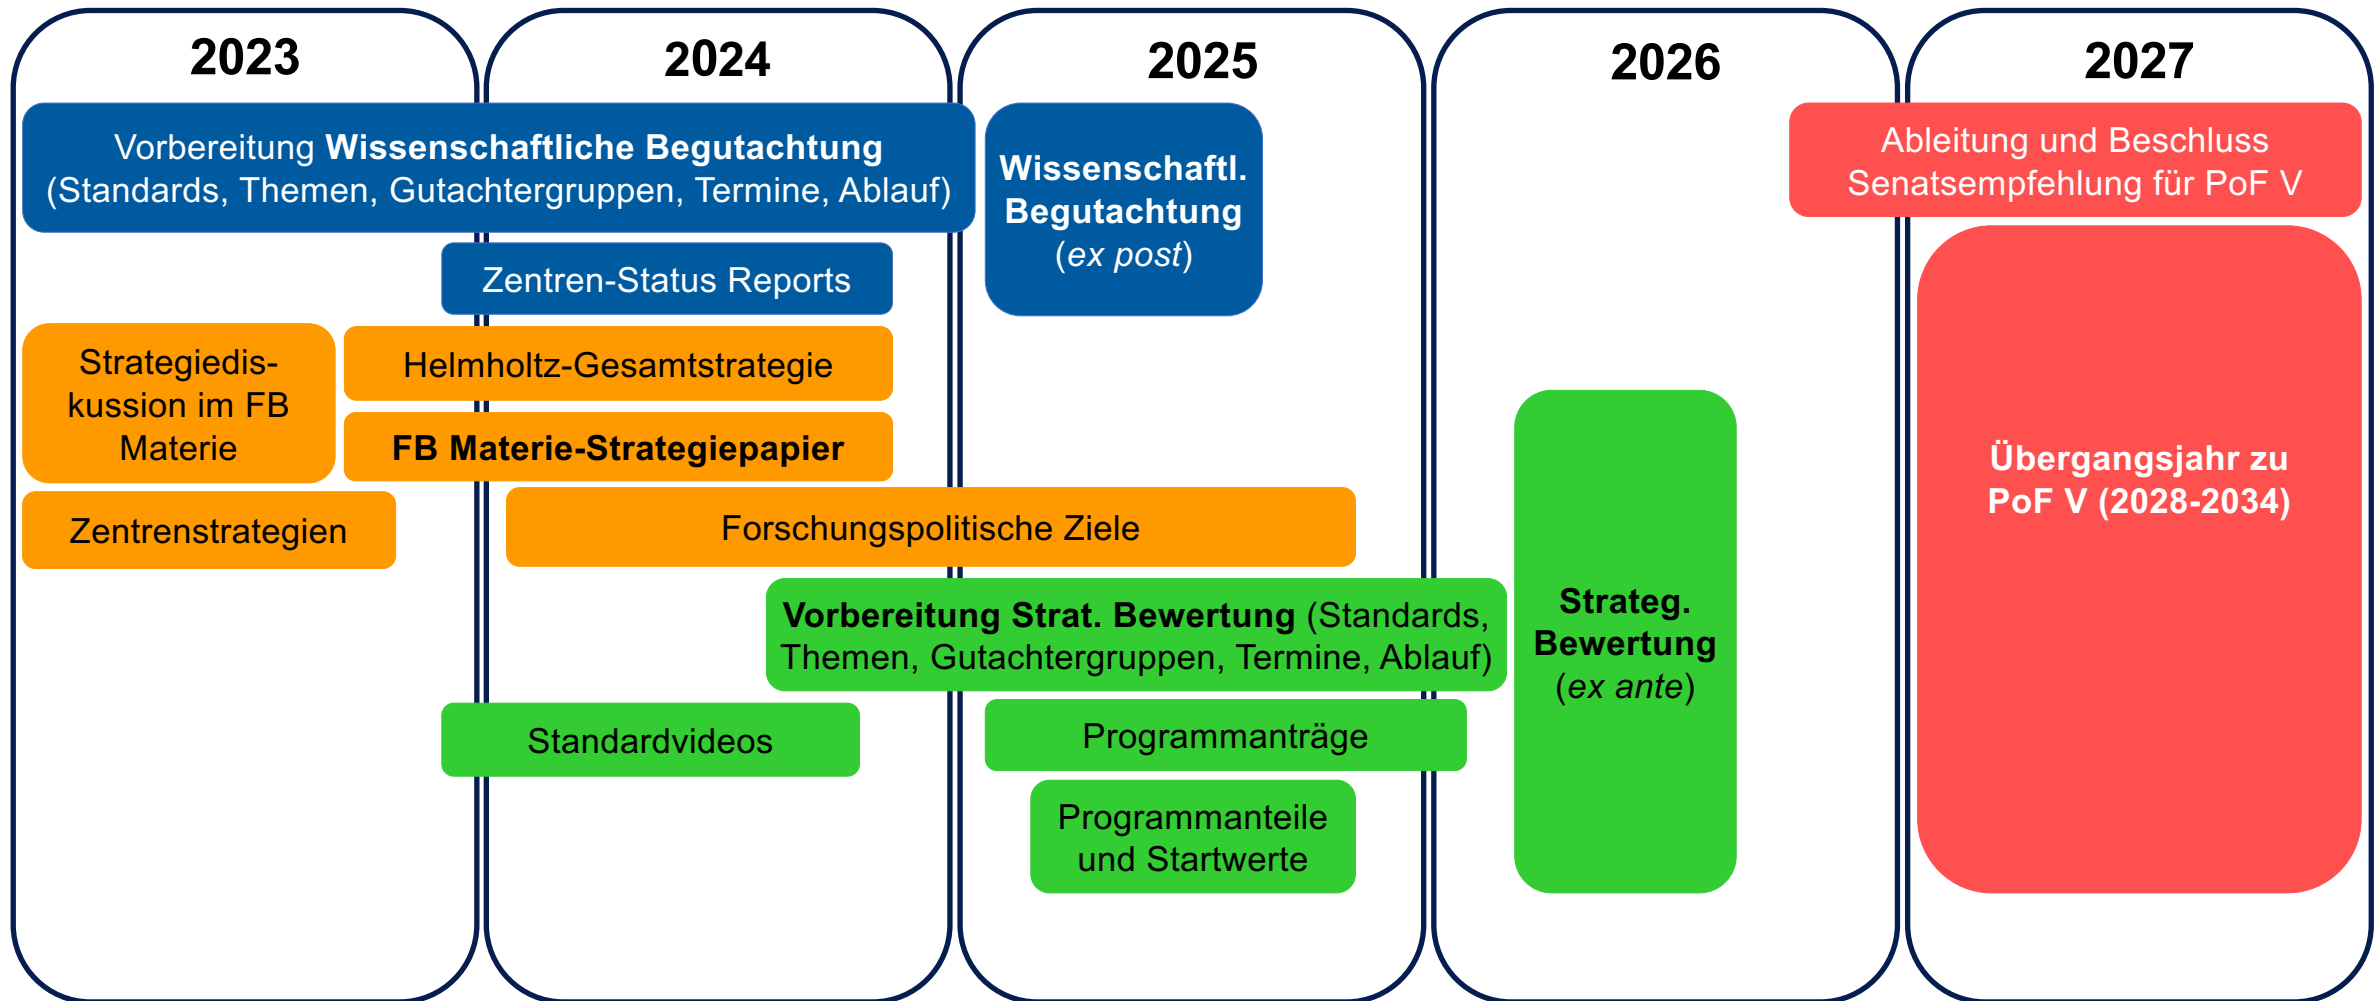 2023
2024
2025
2026
2027
Vorbereitung Wissenschaftliche Begutachtung
(Standards, Themen, Gutachtergruppen, Termine, Ablauf)
Wissenschaftl.
Begutachtung
(ex post)
Ableitung und Beschluss
Senatsempfehlung für PoF V
Zentren-Status Reports
Strategiedis-
kussion im FB
Materie
Helmholtz-Gesamtstrategie
FB Materie-Strategiepapier
Zentrenstrategien
Forschungspolitische Ziele
Übergangsjahr zu
PoF V (2028-2034)
Vorbereitung Strat. Bewertung (Standards,
Themen, Gutachtergruppen, Termine, Ablauf)
Strateg.
Bewertung
(ex ante)
Standardvideos
Programmanträge
Programmanteile
und Startwerte